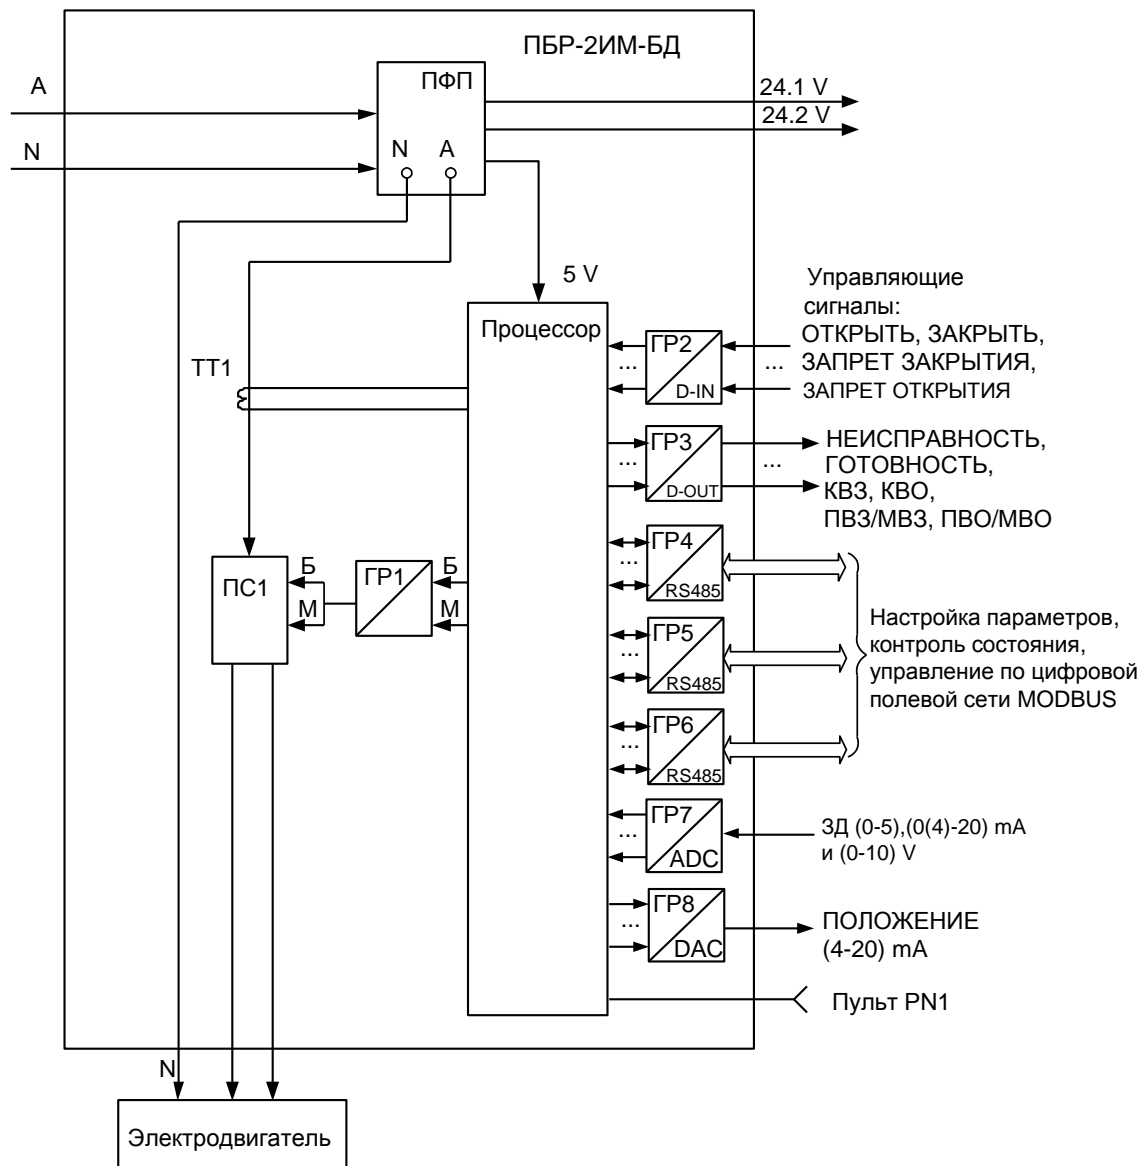 ПБР-2ИМ-БД
А
ПФП
24.1 V
24.2 V
N
N
А
5 V
Управляющие
сигналы:
ОТКРЫТЬ, ЗАКРЫТЬ,
ЗАПРЕТ ЗАКРЫТИЯ,
ЗАПРЕТ ОТКРЫТИЯ
Процессор
ГР2
...
...
D-IN
ТТ1
ГР3
...
...
D-OUT
НЕИСПРАВНОСТЬ,
ГОТОВНОСТЬ,
КВЗ, КВО,
ПВЗ/МВЗ, ПВО/МВО
ГР4
...
RS485
ПС1
Б
М
ГР1
Б
М
ГР5
...
RS485
Настройка параметров,
контроль состояния,
управление по цифровой
полевой сети MODBUS
ГР6
...
RS485
ГР7
...
ADC
ЗД (0-5),(0(4)-20) mA
и (0-10) V
ГР8
...
DAC
ПОЛОЖЕНИЕ
(4-20) mA
Пульт PN1
N
Электродвигатель